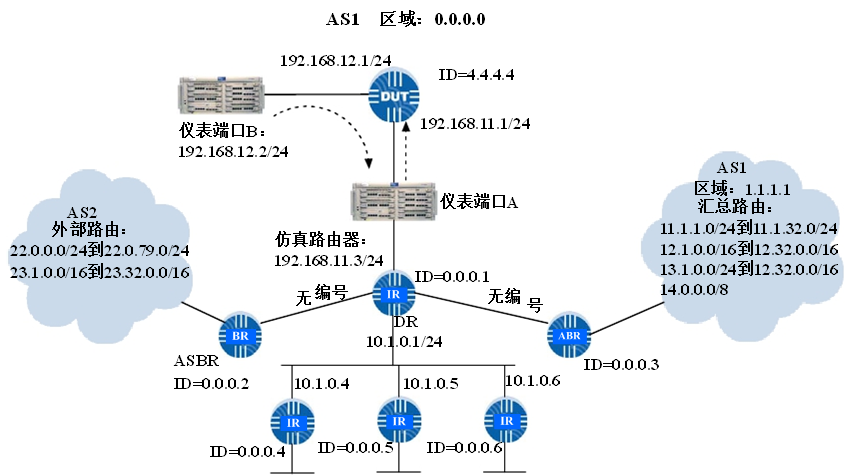 AS1 区域：0.0.0.0
192.168.12.1/24
ID=4.4.4.4
DUT
仪表端口B：
192.168.12.2/24
192.168.11.1/24
仪表端口A
AS2
外部路由：
22.0.0.0/24到22.0.79.0/24
23.1.0.0/16到23.32.0.0/16
AS1
区域：1.1.1.1
汇总路由：
11.1.1.0/24到11.1.32.0/24
12.1.0.0/16到12.32.0.0/16
13.1.0.0/24到12.32.0.0/16
14.0.0.0/8
仿真路由器：
192.168.11.3/24
ID=0.0.0.1
IR
无 编号
无编 号
DR
10.1.0.1/24
BR
ASBR
ID=0.0.0.2
ABR
ID=0.0.0.3
10.1.0.4
10.1.0.5
10.1.0.6
IR
IR
IR
ID=0.0.0.4
ID=0.0.0.5
ID=0.0.0.6